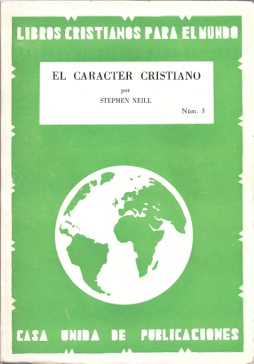 LIBROS CRISTIANOS PARA EL MUNDO
EL CARACTER CRISTIANO
por
STEPHEN NEILL
Núm. 3
CASA UNIDA DE PUBLICACIONES